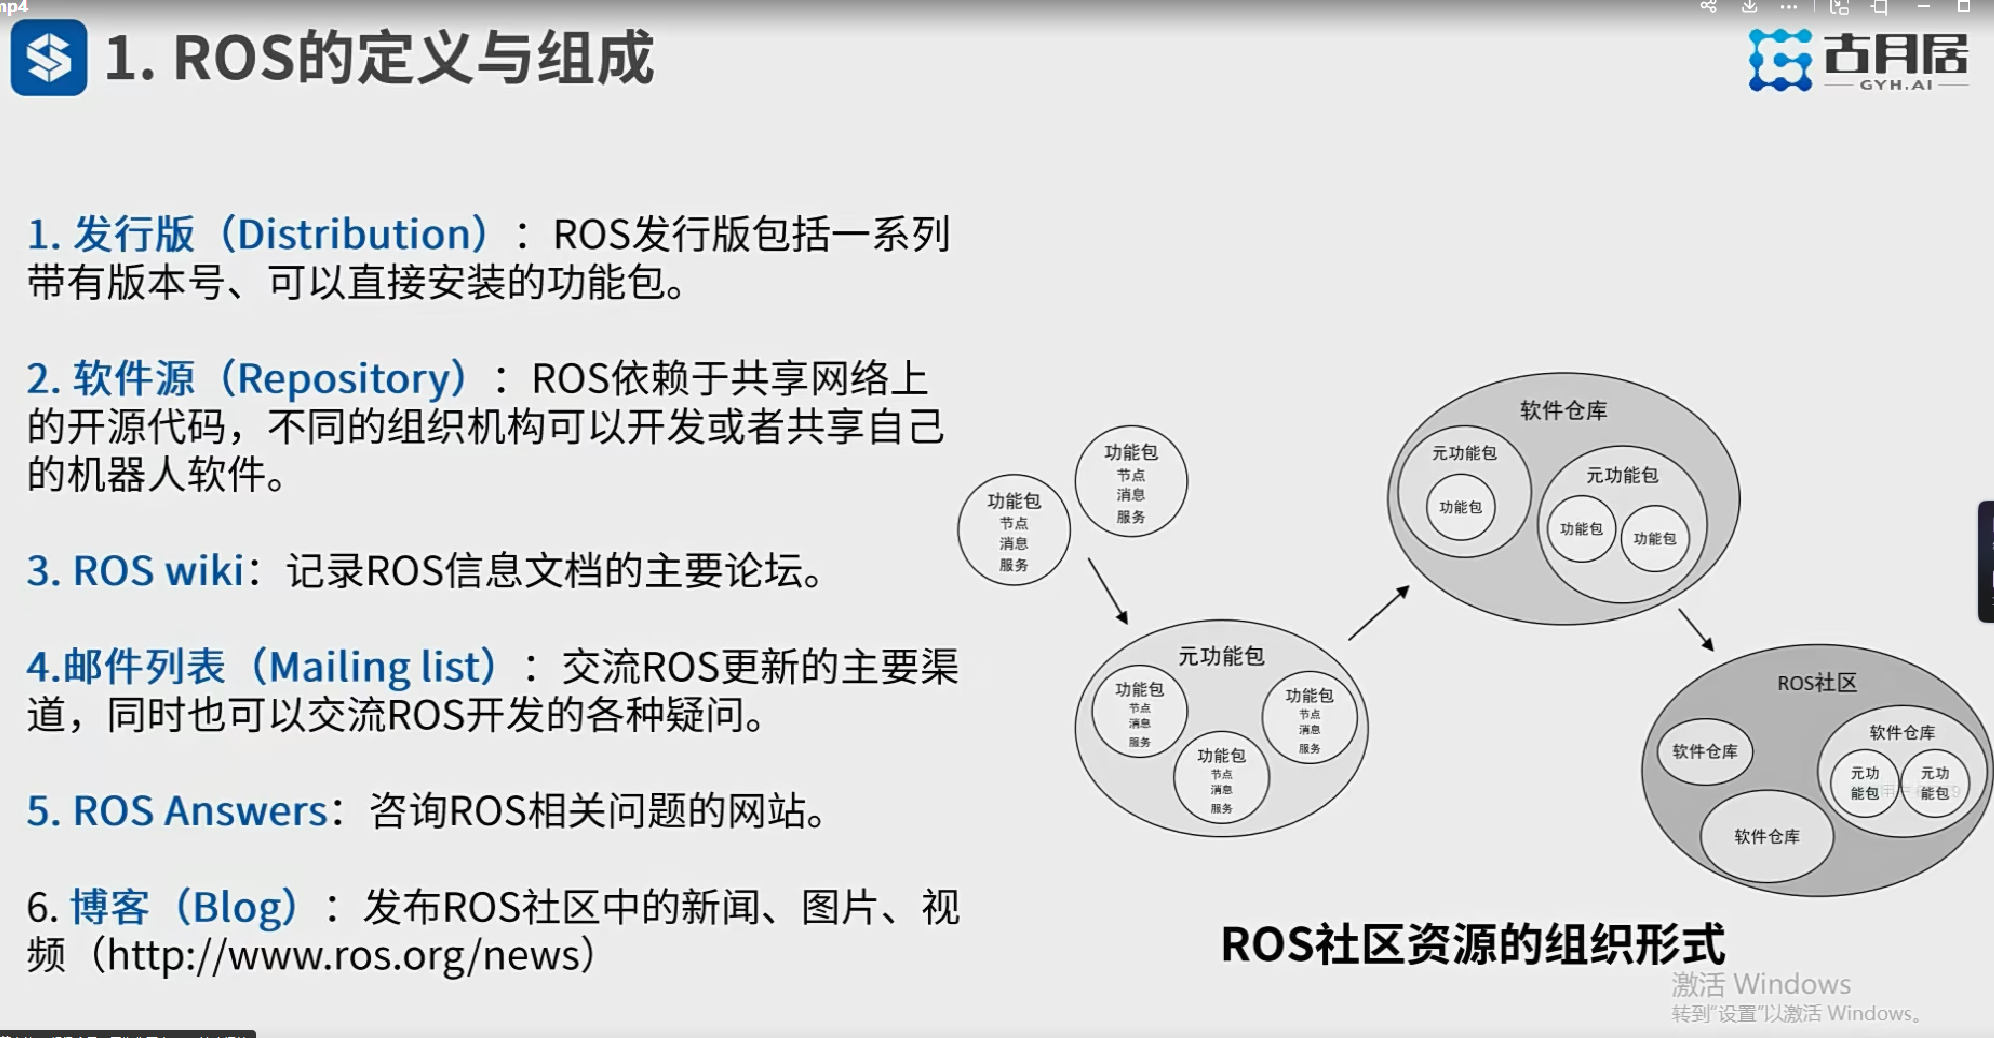 mp4
1. ROS的定义与组成
古月居
GYH.AI
1. 发行版（Distribution）：ROS发行版包括一系列
带有版本号、可以直接安装的功能包。
2. 软件源（Repository）：ROS依赖于共享网络上
的开源代码，不同的组织机构可以开发或者共享自己
的机器人软件。
3. ROS wiki：记录ROS信息文档的主要论坛。
4.邮件列表（Mailing list）：交流ROS更新的主要渠
道，同时也可以交流ROS开发的各种疑问。
5. ROS Answers：咨询ROS相关问题的网站。
6. 博客（Blog）：发布ROS社区中的新闻、图片、视
频（http://www.ros.org/news）
功能包
节点
消息
服务
功能包
节点
消息
服务
元功能包
功能包
节点
消息
服务
功能包
节点
消息
服务
功能包
节点
消息
服务
软件仓库
元功能包
功能包
元功能包
功能包
功能包
ROS社区
软件仓库
软件仓库
元功
能包
元功
能包
软件仓库
ROS社区资源的组织形式
激活 Windows
转到“设置”以激活 Windows。